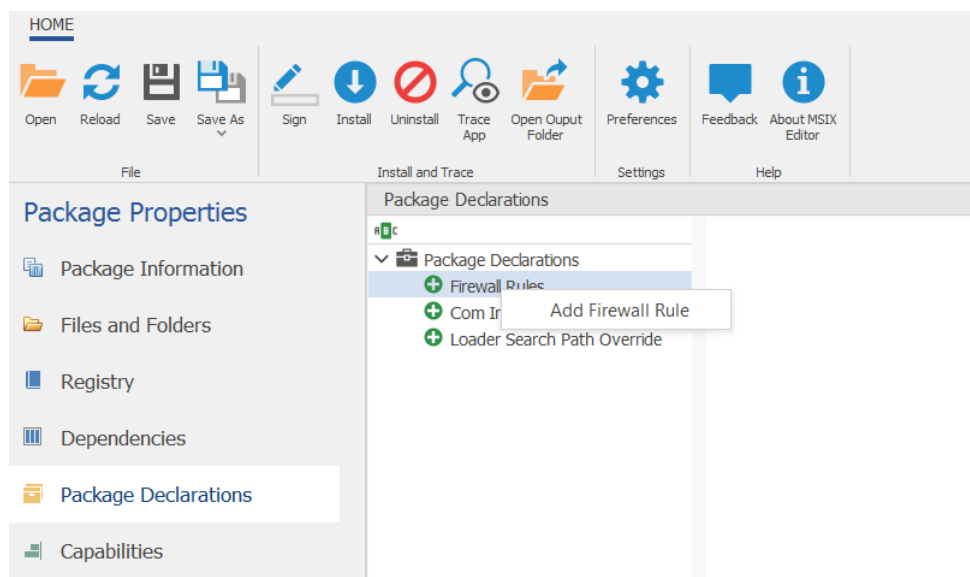 HOME
Open
Reload
Save
Save As
Sign
Install
Uninstall
Trace
App
Open Ouput
Folder
Preferences
Feedback
About MSIX
Editor
File
Install and Trace
Settings
Help
Package Properties
Package Information
Files and Folders
Registry
Dependencies
Package Declarations
Capabilities
Package Declarations
ABC
Package Declarations
Firewall Rules
Add Firewall Rule
Com
Loader Search Path Override